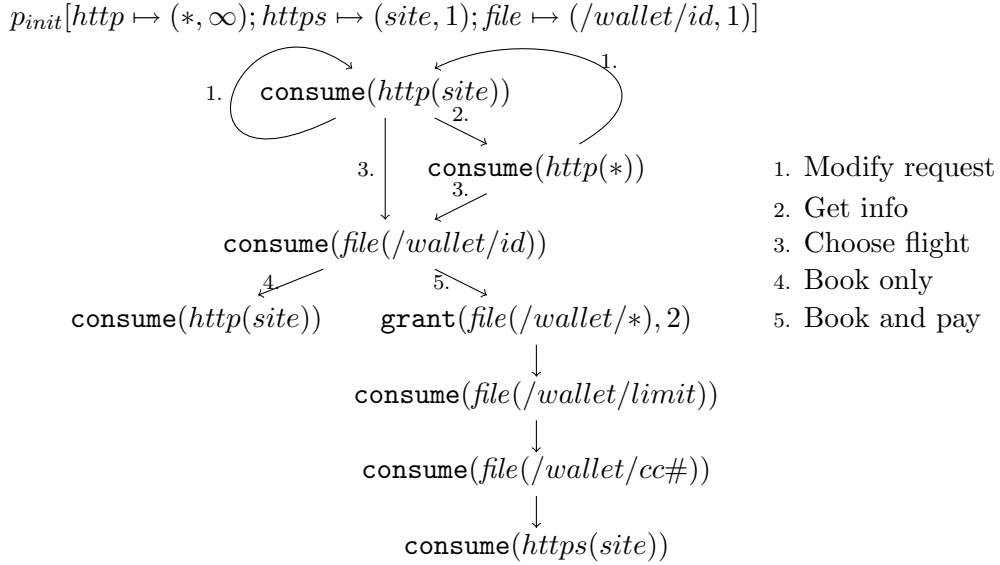 p_init[http ↦ (*, ∞); https ↦ (site, 1); file ↦ (/wallet/id, 1)]
1.
1. consume(http(site))
2.
3. consume(http(*))
1. Modify request
3.
2. Get info
consume(file(/wallet/id))
3. Choose flight
4. 5.
4. Book only
consume(http(site)) grant(file(/wallet/*), 2)
5. Book and pay
consume(file(/wallet/limit))
consume(file(/wallet/cc#))
consume(https(site))